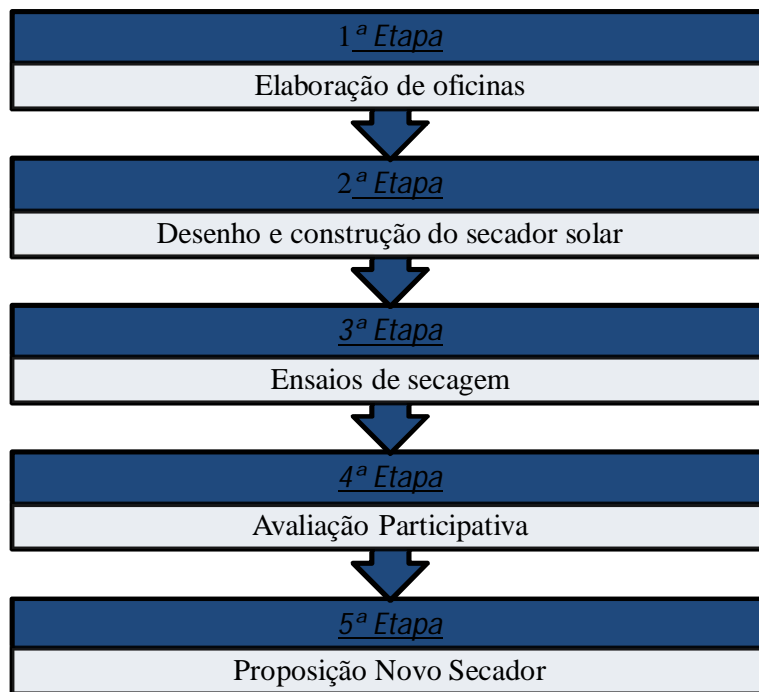 1ª Etapa
Elaboração de oficinas
2ª Etapa
Desenho e construção do secador solar
3ª Etapa
Ensaios de secagem
4ª Etapa
Avaliação Participativa
5ª Etapa
Proposição Novo Secador